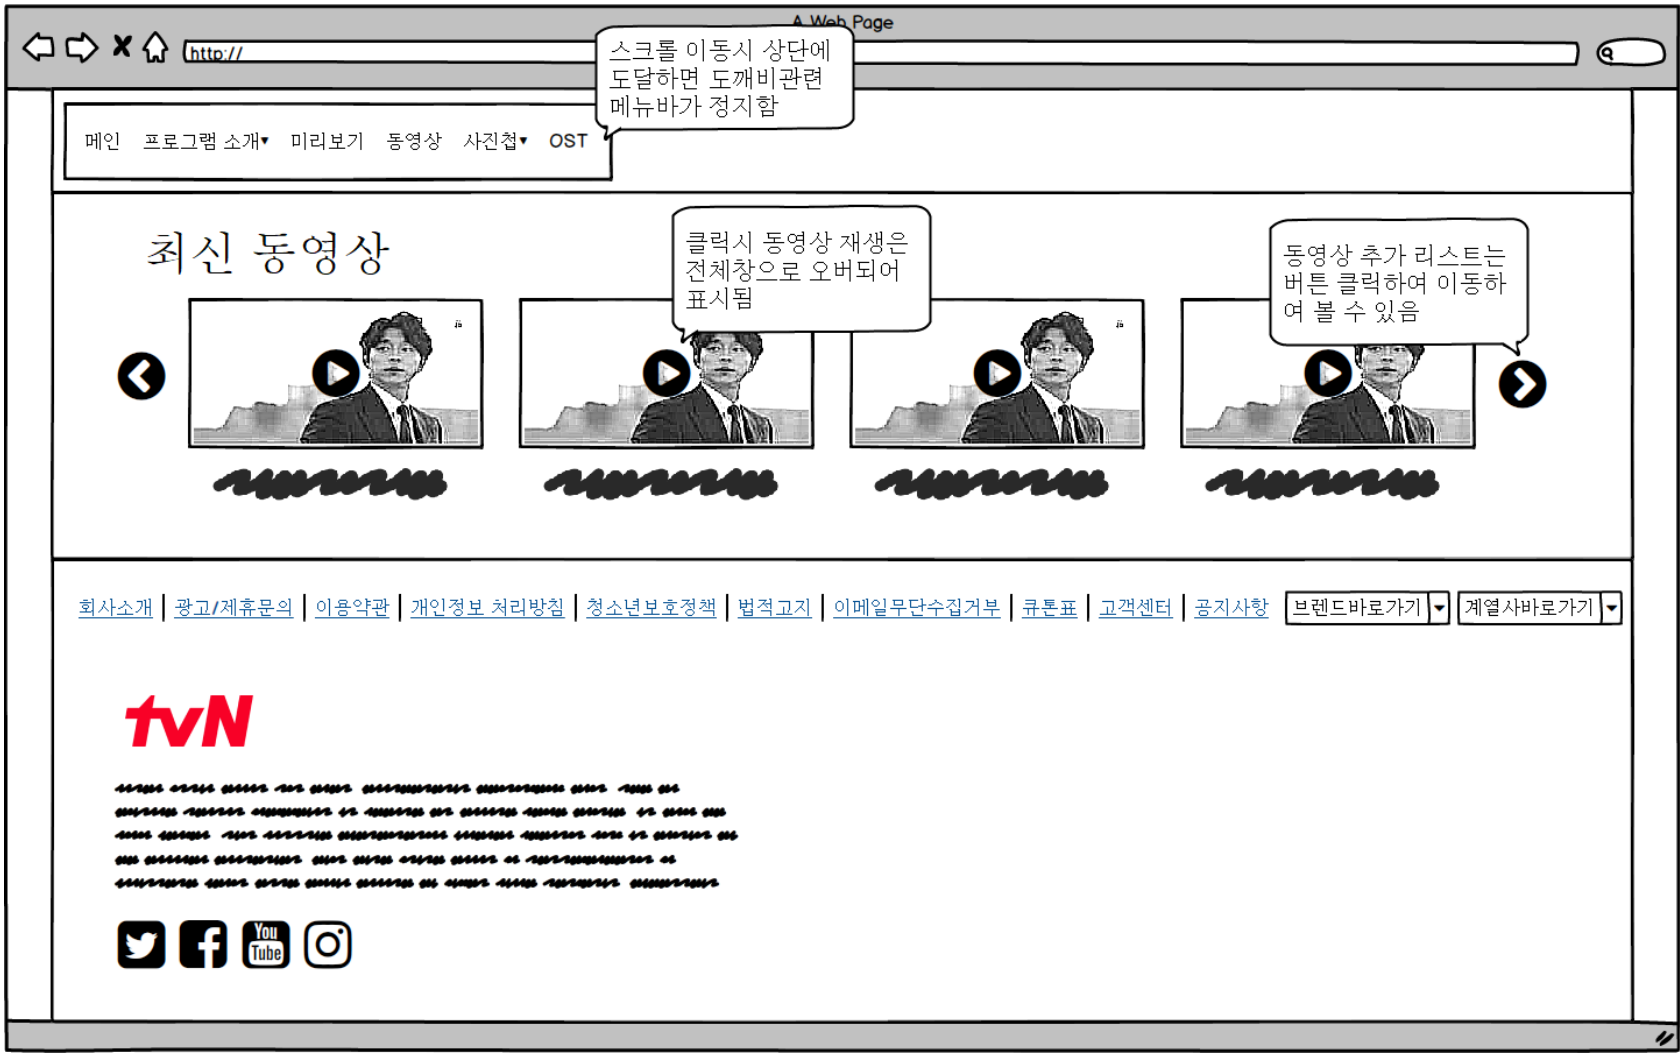 A Web Page
http://
스크롤 이동시 상단에
도달하면 도깨비관련
메뉴바가 정지함
메인 프로그램 소개▾ 미리보기 동영상 사진첩▾ OST
최신 동영상
클릭시 동영상 재생은
전체창으로 오버되어
표시됨
동영상 추가 리스트는
버튼 클릭하여 이동하
여 볼 수 있음
회사소개 | 광고/제휴문의 | 이용약관 | 개인정보 처리방침 | 청소년보호정책 | 법적고지 | 이메일무단수집거부 | 큐톤표 | 고객센터 | 공지사항 브렌드바로가기 계열사바로가기
tvN
You
Tube